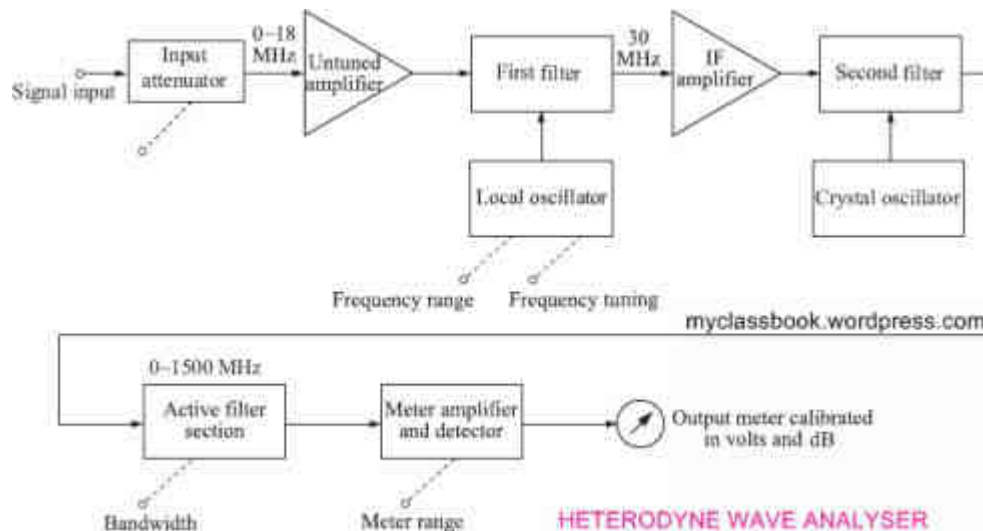 0–18
MHz
30
MHz
Input
attenuator
Untuned
amplifier
First filter
IF
amplifier
Second filter
Signal input
Local oscillator
Crystal oscillator
Frequency range
Frequency tuning
myclassbook.wordpress.com
0–1500 MHz
Active filter
section
Meter amplifier
and detector
Output meter calibrated
in volts and dB
Bandwidth
Meter range
HETERODYNE WAVE ANALYSER